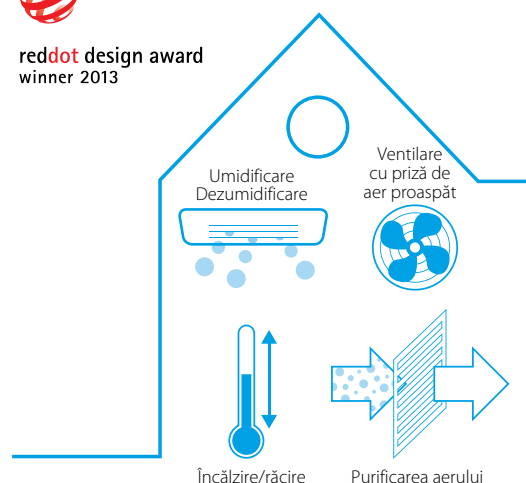 reddot design award
winner 2013
Ventilare
cu priză de
aer proaspăt
Umidificare
Dezumidificare
Încălzire/răcire
Purificarea aerului